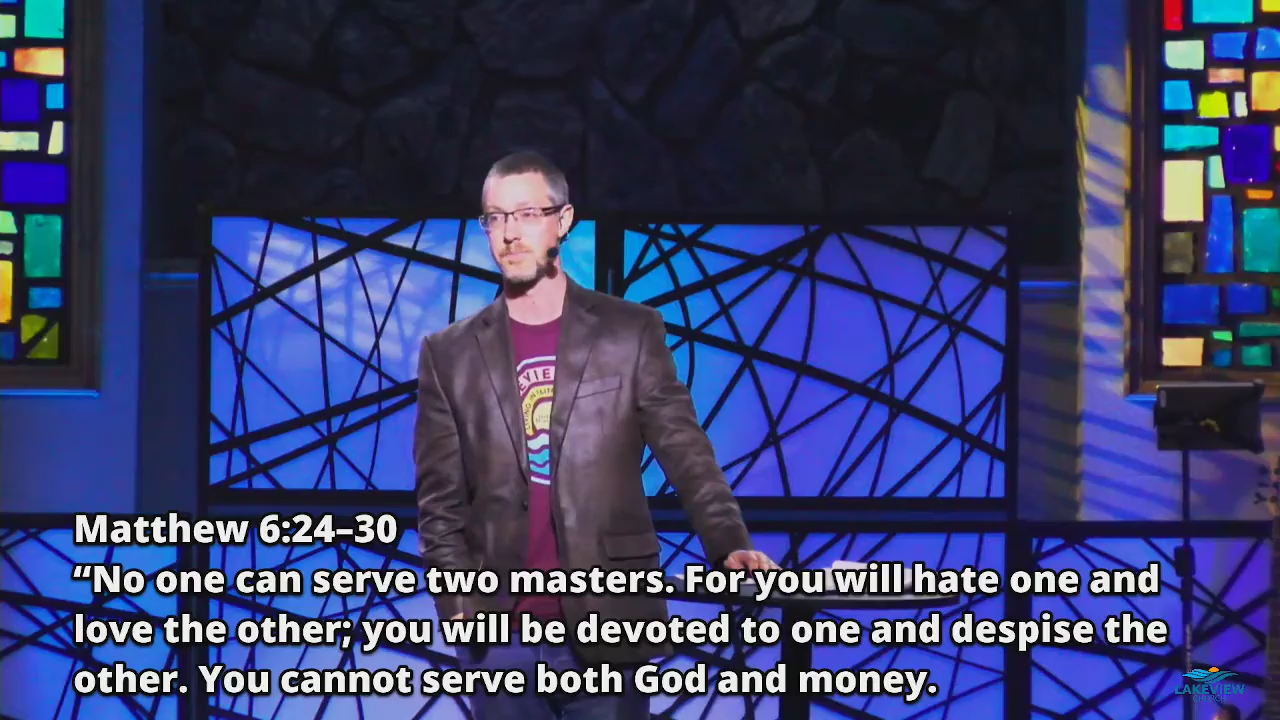 Matthew 6:24–30
“No one can serve two masters. For you will hate one and
love the other; you will be devoted to one and despise the
other. You cannot serve both God and money.
LAKEVIEW
CHURCH